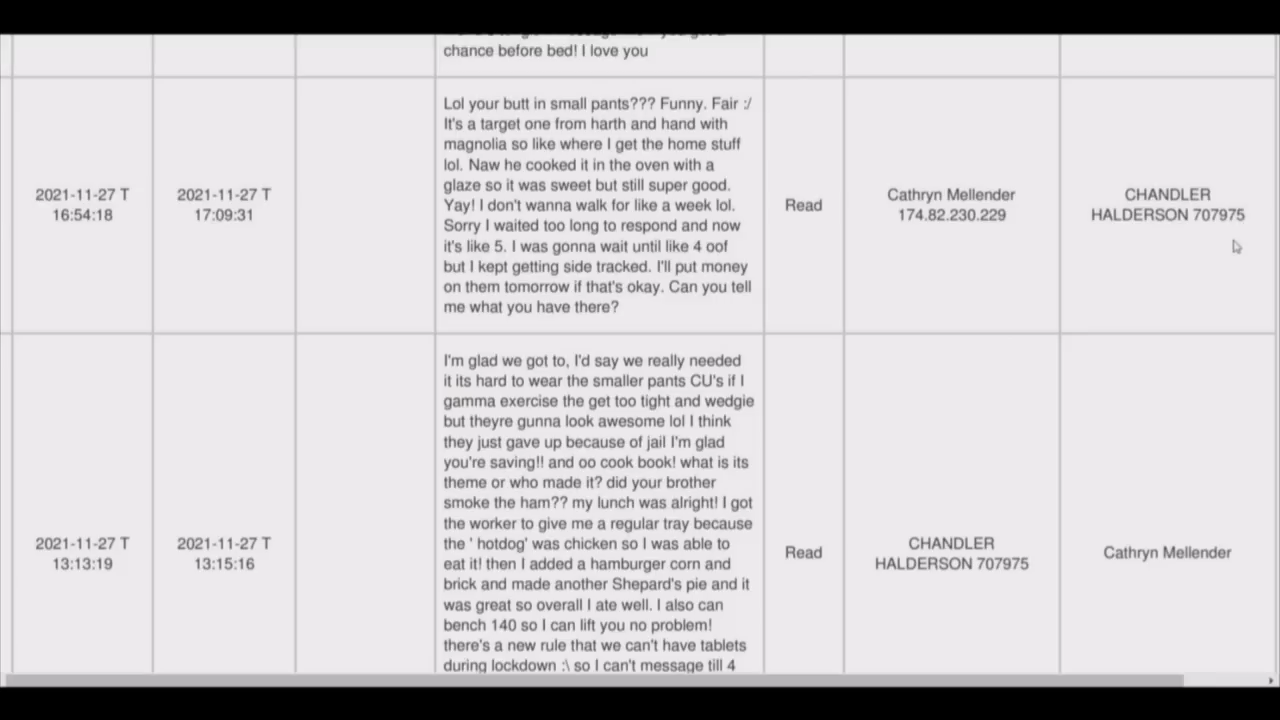 chance before bed! I love you
2021-11-27 T
16:54:18
2021-11-27 T
17:09:31
Lol your butt in small pants??? Funny. Fair :/
It's a target one from harth and hand with
magnolia so like where I get the home stuff
lol. Naw he cooked it in the oven with a
glaze so it was sweet but still super good.
Yay! I don't wanna walk for like a week lol.
Sorry I waited too long to respond and now
it's like 5. I was gonna wait until like 4 oof
but I kept getting side tracked. I'll put money
on them tomorrow if that's okay. Can you tell
me what you have there?
Read
Cathryn Mellender
174.82.230.229
CHANDLER
HALDERSON 707975
2021-11-27 T
13:13:19
2021-11-27 T
13:15:16
I'm glad we got to, I'd say we really needed
it its hard to wear the smaller pants CU's if I
gamma exercise the get too tight and wedgie
but theyre gunna look awesome lol I think
they just gave up because of jail I'm glad
you're saving!! and oo cook book! what is its
theme or who made it? did your brother
smoke the ham?? my lunch was alright! I got
the worker to give me a regular tray because
the ' hotdog' was chicken so I was able to
eat it! then I added a hamburger corn and
brick and made another Shepard's pie and it
was great so overall I ate well. I also can
bench 140 so I can lift you no problem!
there's a new rule that we can't have tablets
during lockdown :\ so I can't message till 4
Read
CHANDLER
HALDERSON 707975
Cathryn Mellender